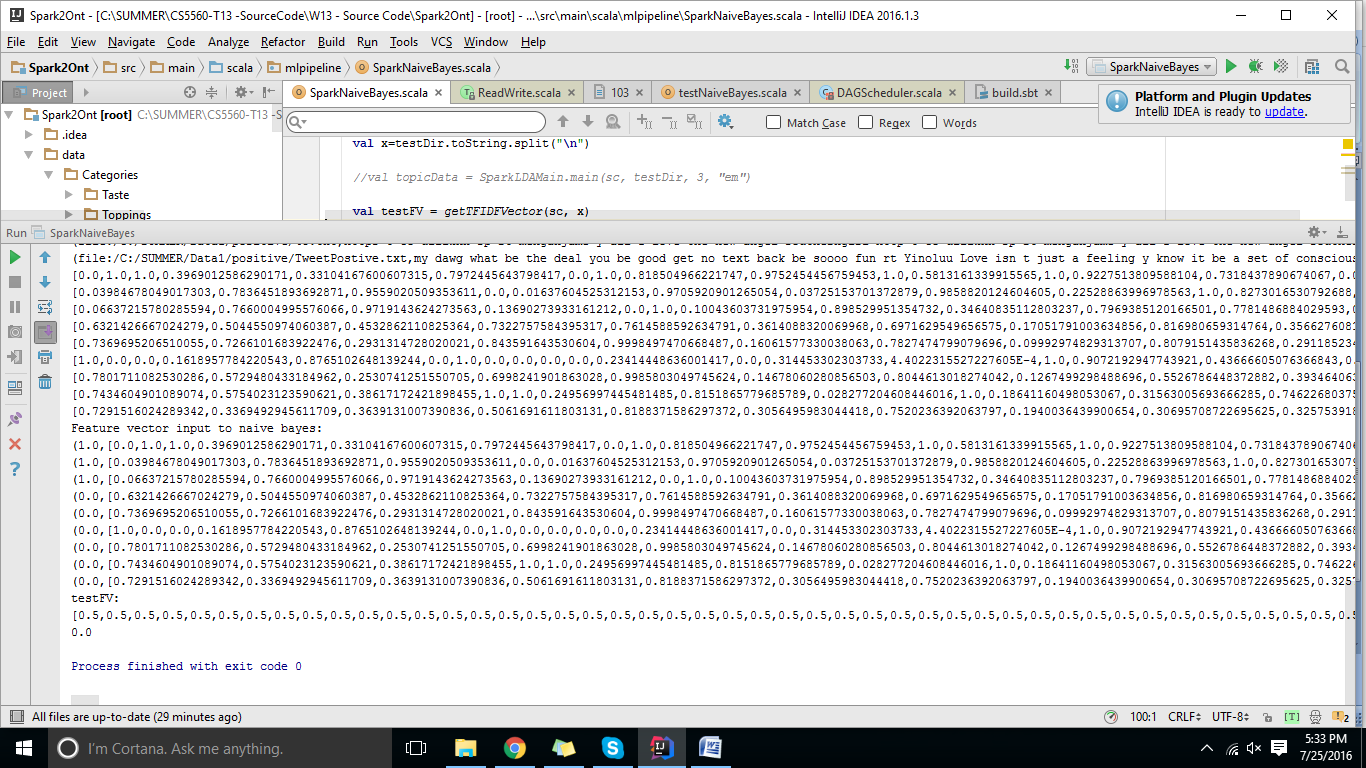 Spark2Ont - [C:\SUMMER\CS5560-T13 -SourceCode\W13 - Source Code\Spark2Ont] - [root] - ...\src\main\scala\mlpipeline\SparkNaiveBayes.scala - IntelliJ IDEA 2016.1.3
File Edit View Navigate Code Analyze Refactor Build Run Tools VCS Window Help
Spark2Ont src main scala mlpipeline SparkNaiveBayes.scala SparkNaiveBayes
Project SparkNaiveBayes.scala ReadWrite.scala 103 testNaiveBayes.scala DAGScheduler.scala build.sbt
Platform and Plugin Updates
IntelliJ IDEA is ready to update.
Spark2Ont [root] C:\SUMMER\CS5560-T13 -S
.idea
data
Categories
Taste
Toppings
Match Case Regex Words
val x=testDir.toString.split("\n")
//val topicData = SparkLDAMain.main(sc, testDir, 3, "em")
val testFV = getTFIDFVector(sc, x)
Run SparkNaiveBayes
(file:/C:/SUMMER/Data1/positive/TweetPostive.txt,my dawg what be the deal you be good get no text back be soooo fun rt Yinoluu Love isn t just a feeling y know it be a set of conscious
[0.0,1.0,1.0,0.3969012586290171,0.33104167600607315,0.7972445643798417,0.0,1.0,0.818504966221747,0.9752454456759453,1.0,0.5813161339915565,1.0,0.9227513809588104,0.7318437890674067,0.0
[0.03984678049017303,0.7836451893692871,0.9559020509353611,0.0,0.01637604525312153,0.9705920901265054,0.03725153701372879,0.9858820124604605,0.22528863996978563,1.0,0.8273016530792688,
[0.06637215780285594,0.7660004995576066,0.9719143624273563,0.13690273933161212,0.0,1.0,0.10043603731975954,0.898529951354732,0.34640835112803237,0.7969385120166501,0.7781486884029593,0
[0.6321426667024279,0.5044550974060387,0.4532862110825364,0.7322757584395317,0.7614588592634791,0.3614088320069968,0.6971629549656575,0.17051791003634856,0.816980659314764,0.356627608
[0.7369695206510055,0.7266101683922476,0.2931314728020021,0.843591643530604,0.9998497470668487,0.16061577330038063,0.7827474799079696,0.09992974829313707,0.8079151435836268,0.29118523
[1.0,0.0,0.0,0.1618957784220543,0.8765102648139244,0.0,1.0,0.0,0.0,0.0,0.0,0.23414448636001417,0.0,0.314453302303733,4.4022315527227605E-4,1.0,0.9072192947743921,0.43666605076366843,0
[0.7801711082530286,0.5729480433184962,0.2530741251550705,0.6998241901863028,0.9985803049745624,0.14678060280856503,0.8044613018274042,0.1267499298488696,0.5526786448372882,0.39346406
[0.7434604901089074,0.5754023123590621,0.38617172421898455,1.0,1.0,0.24956997445481485,0.8151865779685789,0.02827720460844601​6,1.0,0.18641160498053067,0.31563005693666285,0.7462268037
[0.7291516024289342,0.3369492945611709,0.3639131007390836,0.5061691611803131,0.8188371586297372,0.3056495983044418,0.7520236392063797,0.1940036439900654,0.30695708722695625,0.32575391
Feature vector input to naive bayes:
(1.0,[0.0,1.0,1.0,0.3969012586290171,0.33104167600607315,0.7972445643798417,0.0,1.0,0.818504966221747,0.9752454456759453,1.0,0.5813161339915565,1.0,0.9227513809588104,0.731843789067406
(1.0,[0.03984678049017303,0.7836451893692871,0.9559020509353611,0.0,0.01637604525312153,0.9705920901265054,0.03725153701372879,0.9858820124604605,0.22528863996978563,1.0,0.827301653079
(1.0,[0.06637215780285594,0.7660004995576066,0.9719143624273563,0.13690273933161212,0.0,1.0,0.10043603731975954,0.898529951354732,0.34640835112803237,0.7969385120166501,0.778148688402
(0.0,[0.6321426667024279,0.5044550974060387,0.4532862110825364,0.7322757584395317,0.7614588592634791,0.3614088320069968,0.6971629549656575,0.17051791003634856,0.816980659314764,0.35662
(0.0,[0.7369695206510055,0.7266101683922476,0.2931314728020021,0.843591643530604,0.9998497470668487,0.16061577330038063,0.7827474799079696,0.09992974829313707,0.8079151435836268,0.2911
(0.0,[1.0,0.0,0.0,0.1618957784220543,0.8765102648139244,0.0,1.0,0.0,0.0,0.0,0.0,0.23414448636001417,0.0,0.314453302303733,4.4022315527227605E-4,1.0,0.9072192947743921,0.436666050763668
(0.0,[0.7801711082530286,0.5729480433184962,0.2530741251550705,0.6998241901863028,0.9985803049745624,0.14678060280856503,0.8044613018274042,0.1267499298488696,0.5526786448372882,0.3934
(0.0,[0.7434604901089074,0.5754023123590621,0.38617172421898455,1.0,1.0,0.24956997445481485,0.8151865779685789,0.028277204608446016,1.0,0.18641160498053067,0.31563005693666285,0.74622
(0.0,[0.7291516024289342,0.3369492945611709,0.3639131007390836,0.5061691611803131,0.8188371586297372,0.3056495983044418,0.7520236392063797,0.1940036439900654,0.30695708722695625,0.3257
testFV:
[0.5,0.5,0.5,0.5,0.5,0.5,0.5,0.5,0.5,0.5,0.5,0.5,0.5,0.5,0.5,0.5,0.5,0.5,0.5,0.5,0.5,0.5,0.5,0.5,0.5,0.5,0.5,0.5,0.5,0.5,0.5,0.5,0.5,0.5,0.5,0.5,0.5,0.5,0.5,0.5,0.5,0.5,0.5,0.5,0.5,0.5
0.0
Process finished with exit code 0
All files are up-to-date (29 minutes ago) 100:1 CRLF UTF-8 [T] 2
I'm Cortana. Ask me anything. 5:33 PM
7/25/2016